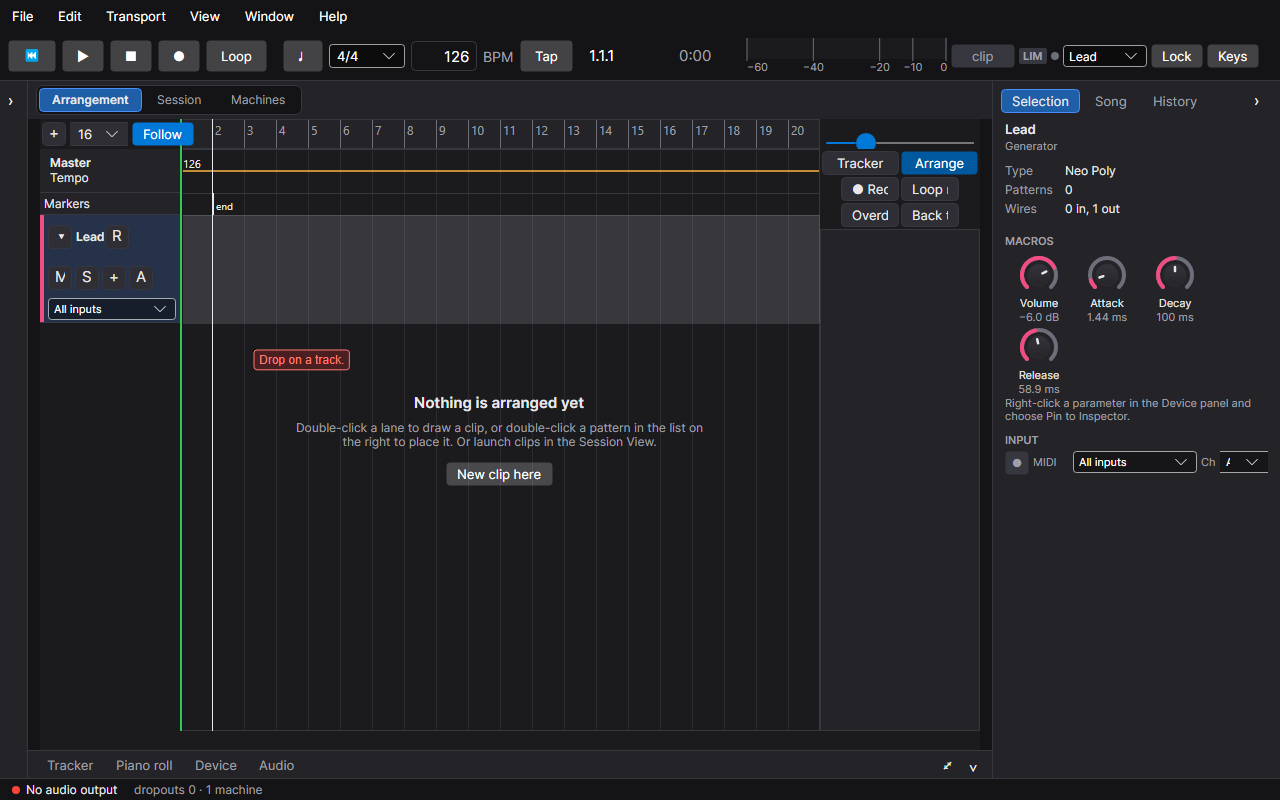 File Edit Transport View Window Help
Loop 4/4 126 BPM Tap 1.1.1 0:00 −60 −40 −20 −10 0 clip LIM Lead Lock Keys
Arrangement Session Machines
Selection Song History
+ 16 Follow 2 3 4 5 6 7 8 9 10 11 12 13 14 15 16 17 18 19 20
Master 126
Tempo
Markers end
Tracker Arrange
Rec Loop
Overd Back
Lead R
M S + A
All inputs
Drop on a track.
Nothing is arranged yet
Double-click a lane to draw a clip, or double-click a pattern in the list on
the right to place it. Or launch clips in the Session View.
New clip here
Lead
Generator
Type Neo Poly
Patterns 0
Wires 0 in, 1 out
MACROS
Volume Attack Decay
−6.0 dB 1.44 ms 100 ms
Release
58.9 ms
Right-click a parameter in the Device panel and
choose Pin to Inspector.
INPUT
MIDI All inputs Ch
Tracker Piano roll Device Audio
No audio output dropouts 0 · 1 machine